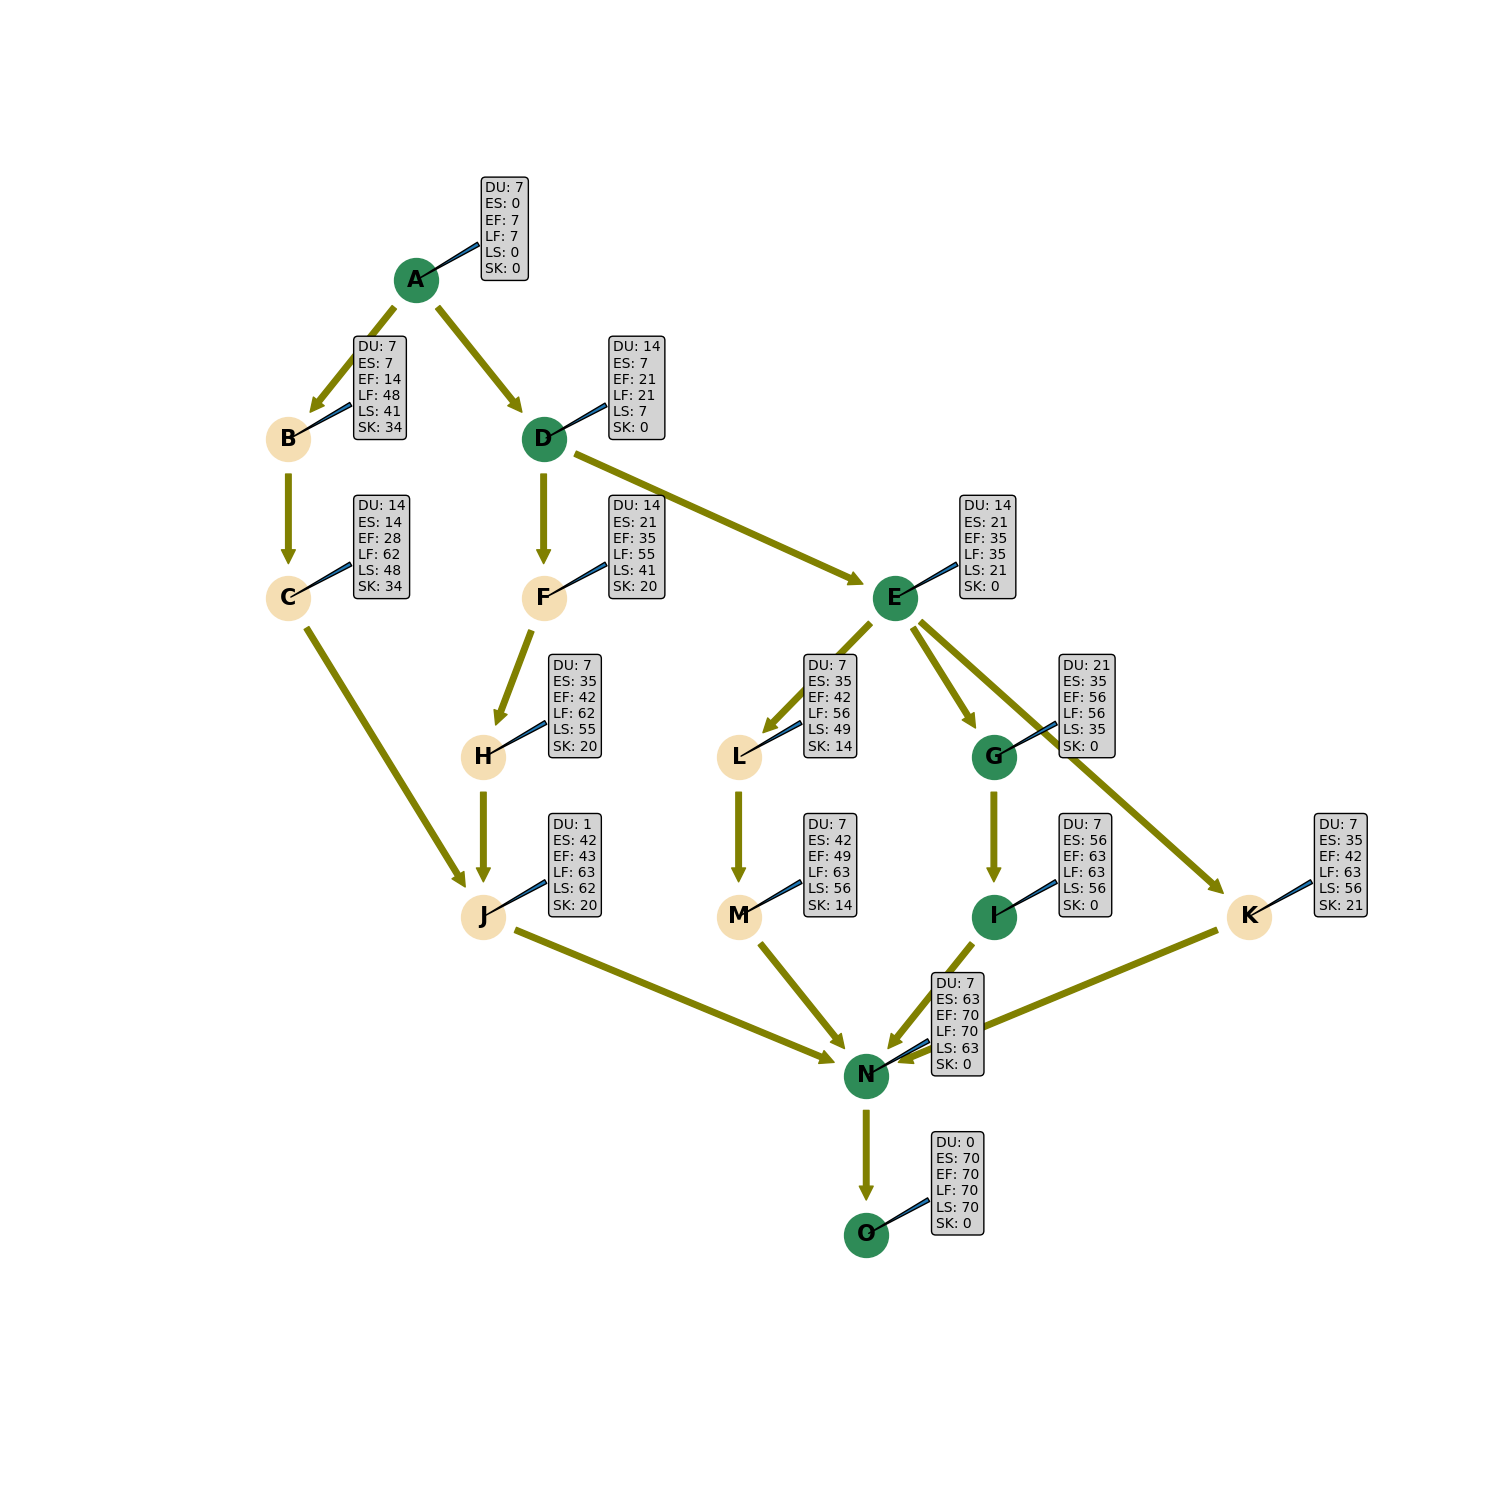 A
DU: 7
ES: 0
EF: 7
LF: 7
LS: 0
SK: 0
B
DU: 7
ES: 7
EF: 14
LF: 48
LS: 41
SK: 34
D
DU: 14
ES: 7
EF: 21
LF: 21
LS: 7
SK: 0
C
DU: 14
ES: 14
EF: 28
LF: 62
LS: 48
SK: 34
F
DU: 14
ES: 21
EF: 35
LF: 55
LS: 41
SK: 20
E
DU: 14
ES: 21
EF: 35
LF: 35
LS: 21
SK: 0
H
DU: 7
ES: 35
EF: 42
LF: 62
LS: 55
SK: 20
L
DU: 7
ES: 35
EF: 42
LF: 56
LS: 49
SK: 14
G
DU: 21
ES: 35
EF: 56
LF: 56
LS: 35
SK: 0
J
DU: 1
ES: 42
EF: 43
LF: 63
LS: 62
SK: 20
M
DU: 7
ES: 42
EF: 49
LF: 63
LS: 56
SK: 14
I
DU: 7
ES: 56
EF: 63
LF: 63
LS: 56
SK: 0
K
DU: 7
ES: 35
EF: 42
LF: 63
LS: 56
SK: 21
N
DU: 7
ES: 63
EF: 70
LF: 70
LS: 63
SK: 0
O
DU: 0
ES: 70
EF: 70
LF: 70
LS: 70
SK: 0